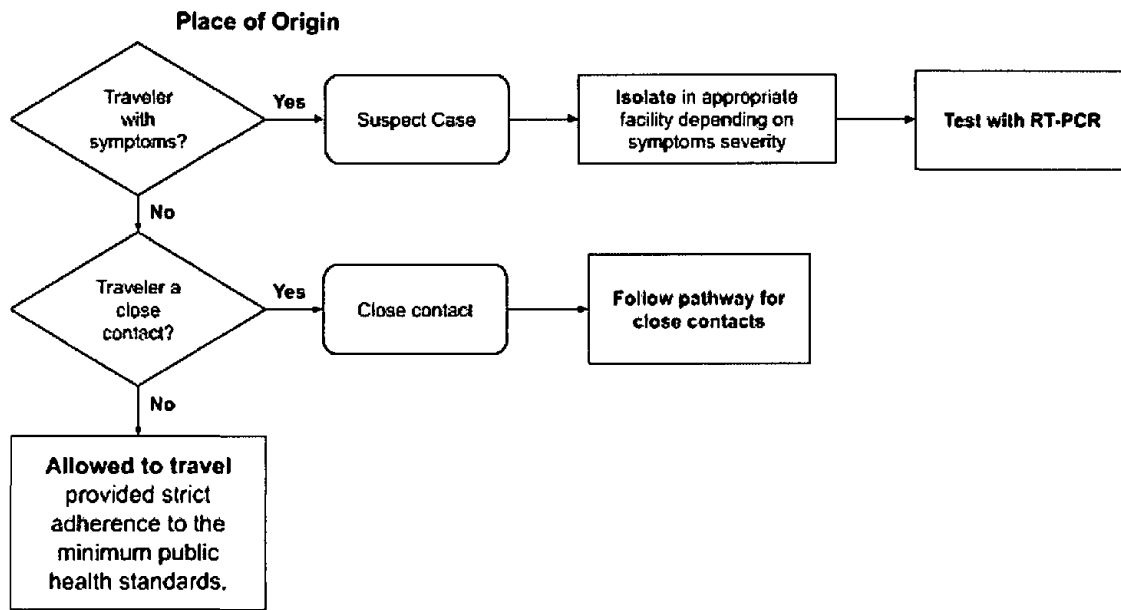 Place of Origin
Traveler
with
symptoms?
Yes
Suspect Case
Isolate in appropriate
facility depending on
symptoms severity
Test with RT-PCR
No
Traveler a
close
contact?
Yes
Close contact
Follow pathway for
close contacts
No
Allowed to travel
provided strict
adherence to the
minimum public
health standards.